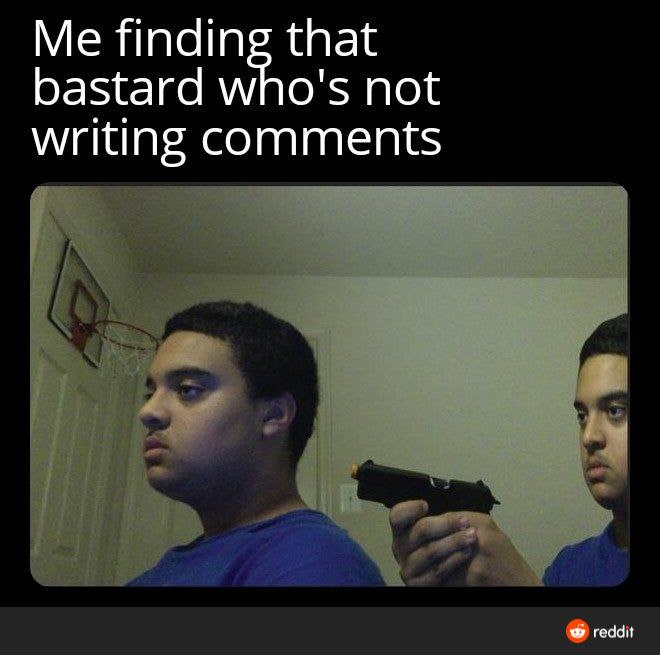 Me finding that
bastard who's not
writing comments
reddit